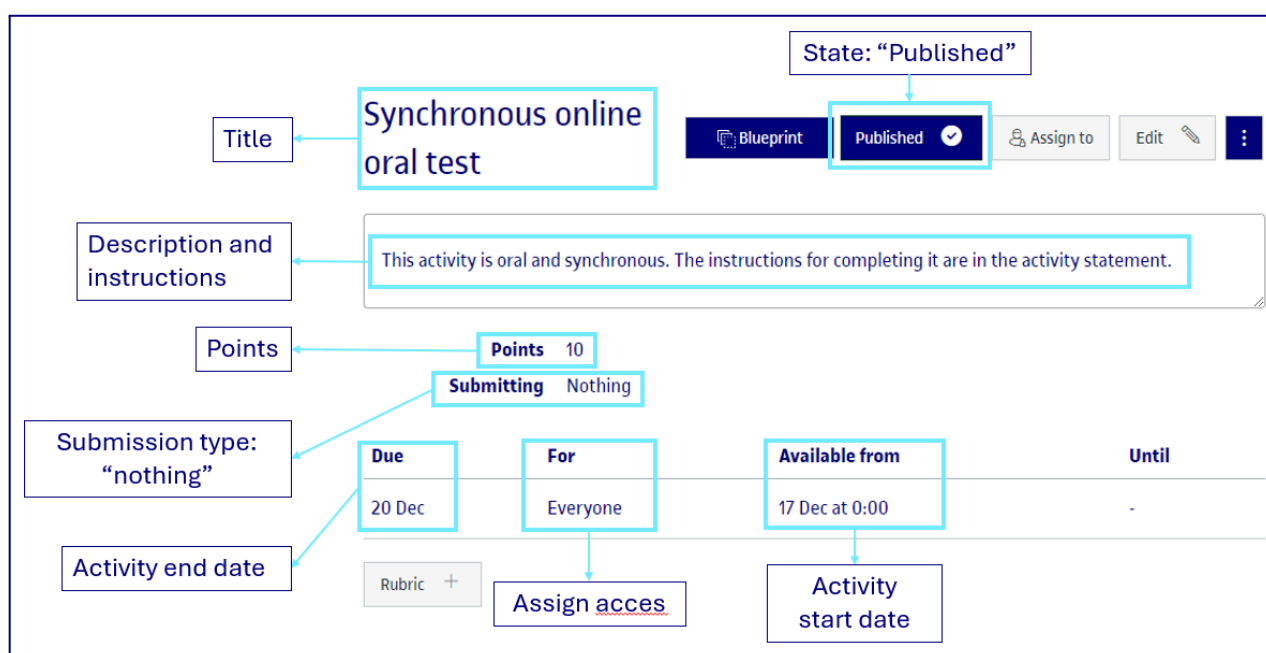 State: “Published”
Title
Synchronous online
oral test
Blueprint
Published
Assign to
Edit
Description and
instructions
This activity is oral and synchronous. The instructions for completing it are in the activity statement.
Points
Points 10
Submitting Nothing
Submission type:
“nothing”
Due For Available from Until
20 Dec Everyone 17 Dec at 0:00 -
Activity end date
Rubric +
Assign acces
Activity
start date